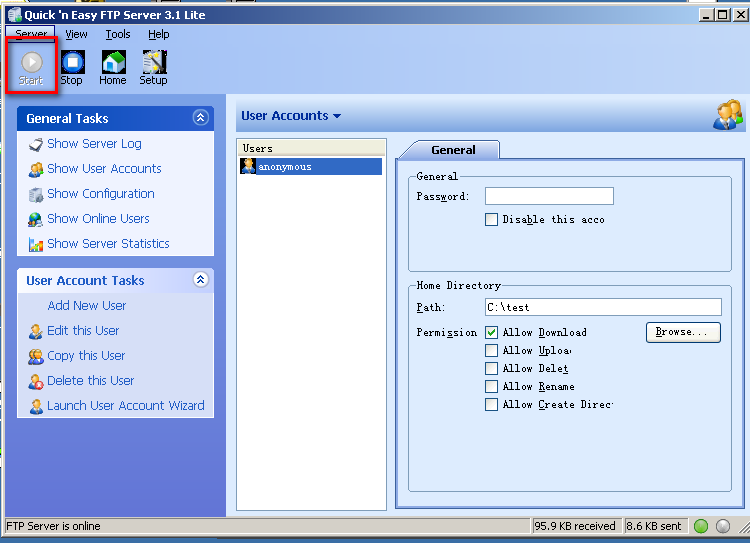 Quick 'n Easy FTP Server 3.1 Lite
Server View Tools Help
Start Stop Home Setup
General Tasks
Show Server Log
Show User Accounts
Show Configuration
Show Online Users
Show Server Statistics
User Account Tasks
Add New User
Edit this User
Copy this User
Delete this User
Launch User Account Wizard
User Accounts
Users
anonymous
General
General
Password:
Disable this acco
Home Directory
Path: C:\test
Permission Allow Download Browse...
Allow Uploa
Allow Delet
Allow Rename
Allow Create Direc
FTP Server is online 95.9 KB received 8.6 KB sent